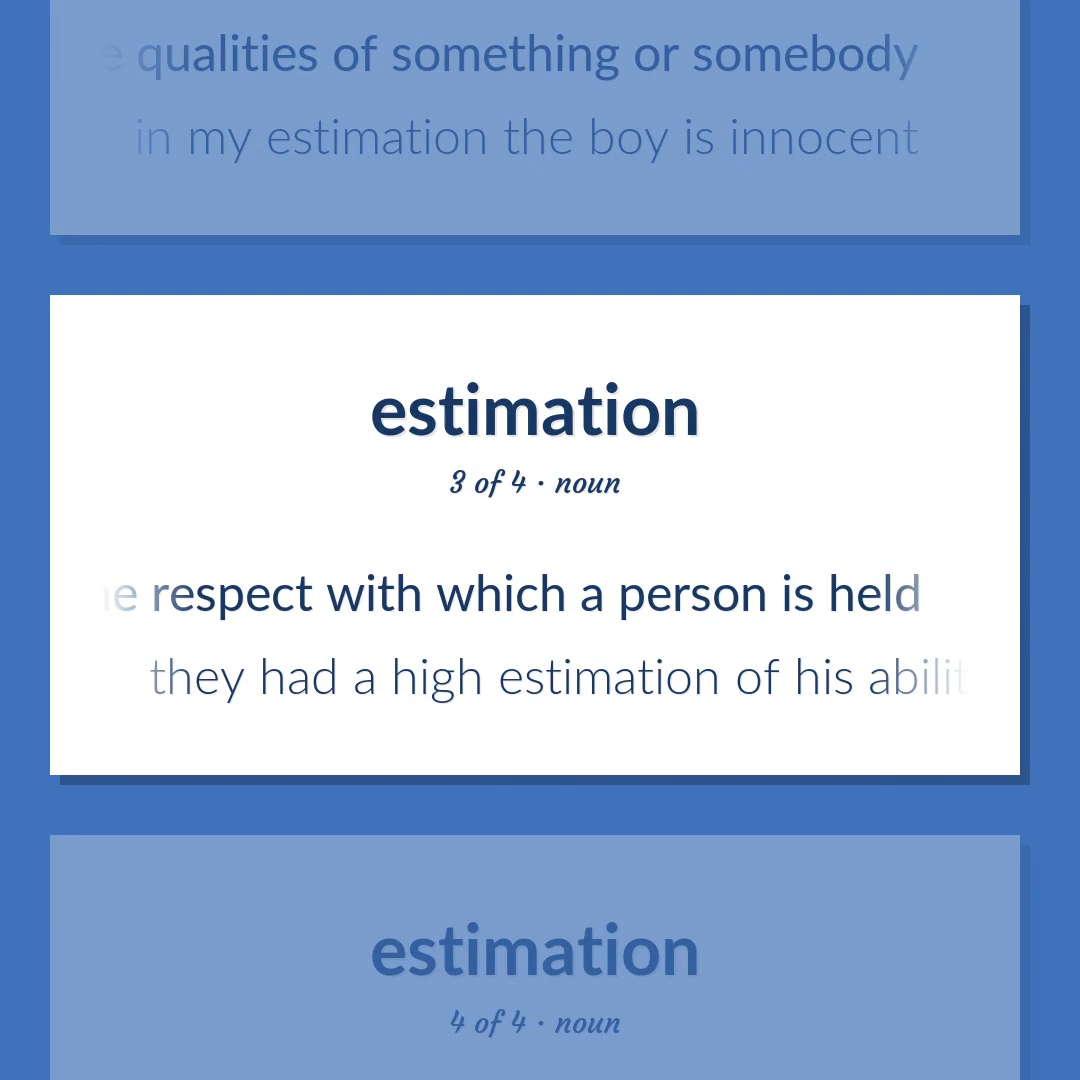 qualities of something or somebody
in my estimation the boy is innocent
estimation
3 of 4 · noun
respect with which a person is held
they had a high estimation of his
estimation
4 of 4 · noun